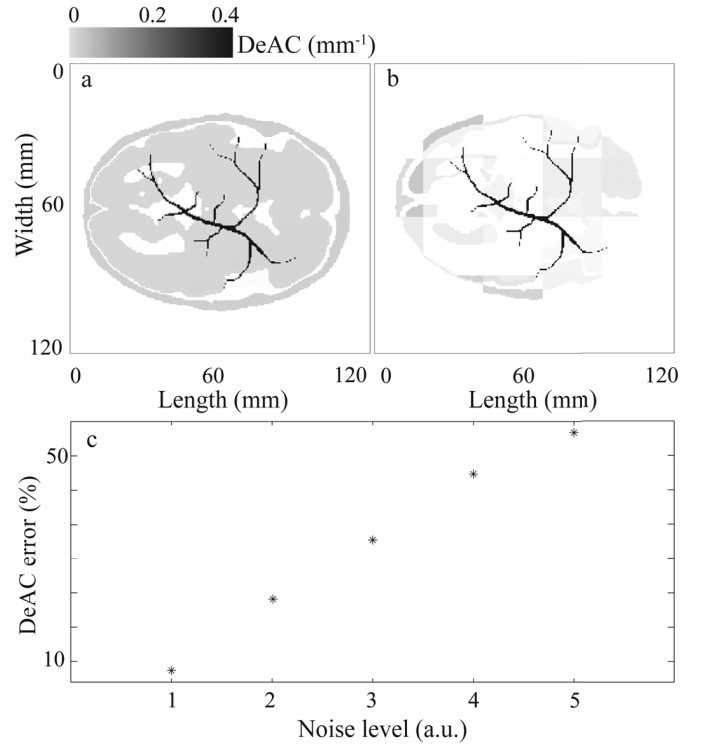 0 0.2 0.4
DeAC (mm⁻¹)
a b
0
Width (mm)
60
120
0 60 120 0 60 120
Length (mm) Length (mm)
c
50
DeAC error (%)
10
1 2 3 4 5
Noise level (a.u.)